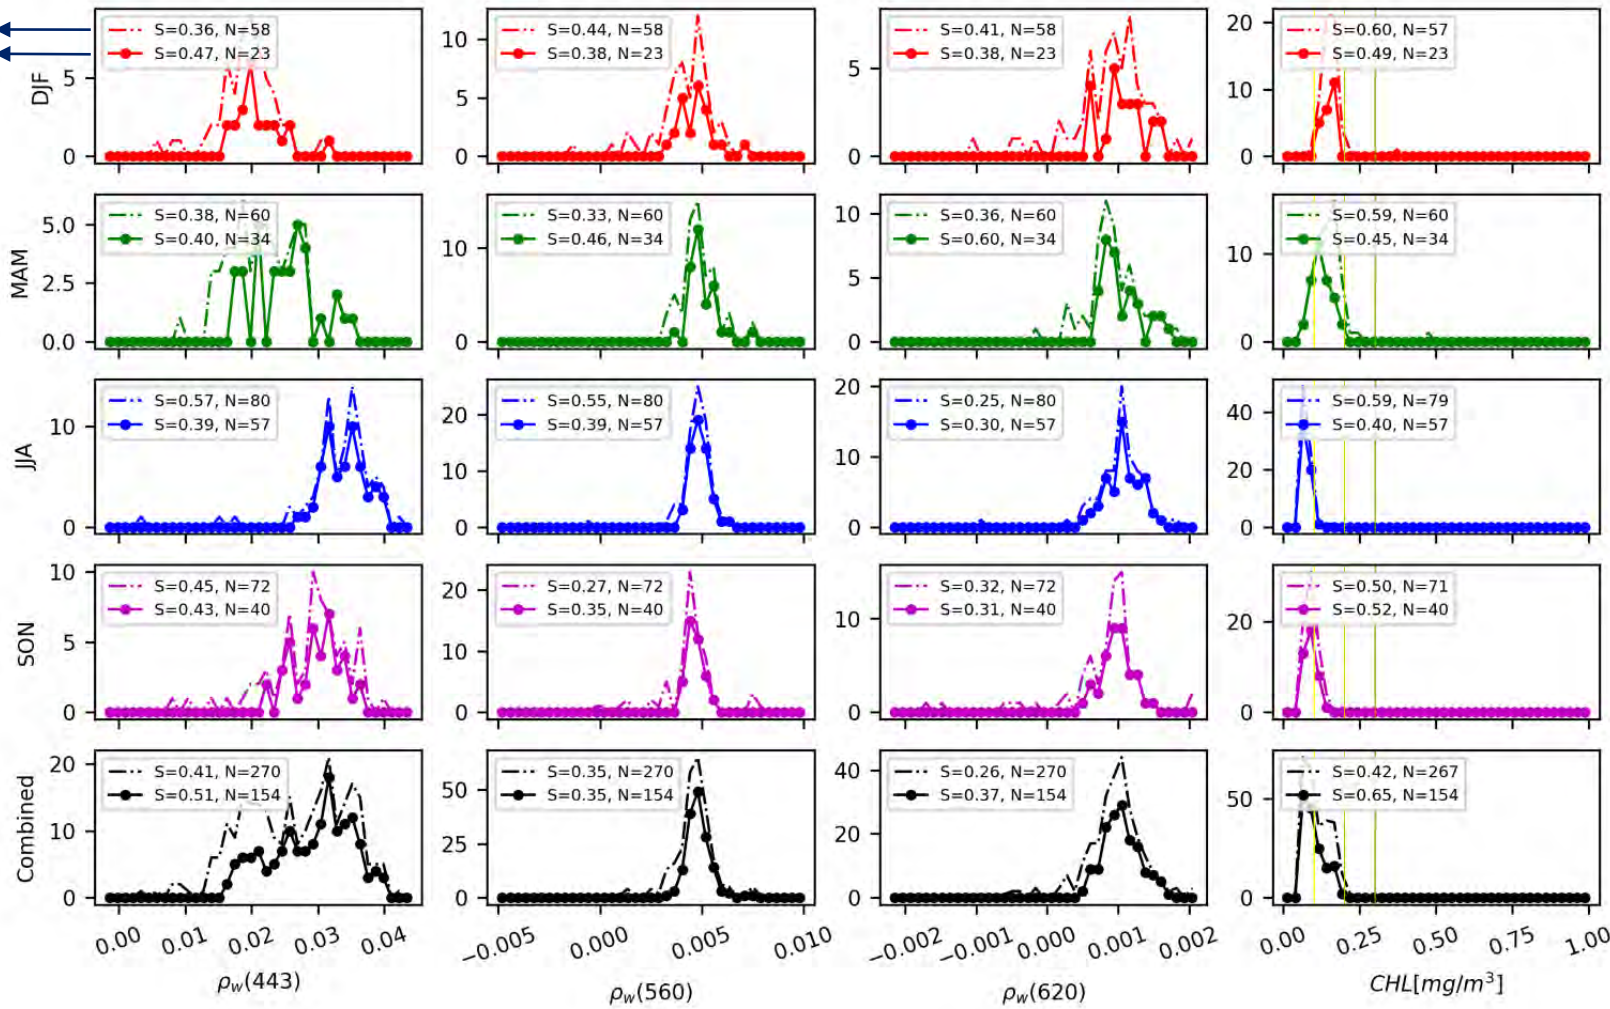 DJF
10
5
0
S=0.36, N=58
S=0.47, N=23
5
0
S=0.44, N=58
S=0.38, N=23
10
5
0
S=0.41, N=58
S=0.38, N=23
5
0
S=0.60, N=57
S=0.49, N=23
20
10
0
MAM
S=0.38, N=60
S=0.40, N=34
5.0
2.5
0.0
S=0.33, N=60
S=0.46, N=34
10
0
S=0.36, N=60
S=0.60, N=34
10
5
0
S=0.59, N=60
S=0.45, N=34
10
0
JJA
S=0.57, N=80
S=0.39, N=57
10
0
S=0.55, N=80
S=0.39, N=57
20
10
0
S=0.25, N=80
S=0.30, N=57
20
10
0
S=0.59, N=79
S=0.40, N=57
40
20
0
SON
S=0.45, N=72
S=0.43, N=40
10
5
0
S=0.27, N=72
S=0.35, N=40
20
10
0
S=0.32, N=72
S=0.31, N=40
10
0
S=0.50, N=71
S=0.52, N=40
20
0
Combined
S=0.41, N=270
S=0.51, N=154
20
10
0
S=0.35, N=270
S=0.35, N=154
50
25
0
S=0.26, N=270
S=0.37, N=154
40
20
0
S=0.42, N=267
S=0.65, N=154
50
0
0.00 0.01 0.02 0.03 0.04
ρw(443)
−0.005 0.000 0.005 0.010
ρw(560)
−0.002 −0.001 0.000 0.001 0.002
ρw(620)
0.00 0.25 0.50 0.75 1.00
CHL[mg/m³]